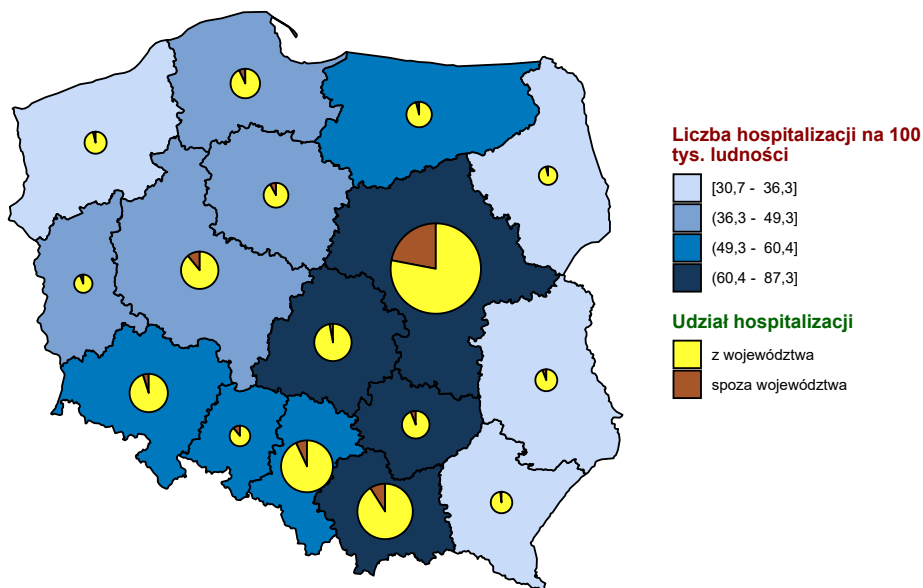 Liczba hospitalizacji na 100
tys. ludności
[30,7 - 36,3]
(36,3 - 49,3]
(49,3 - 60,4]
(60,4 - 87,3]
Udział hospitalizacji
z województwa
spoza województwa